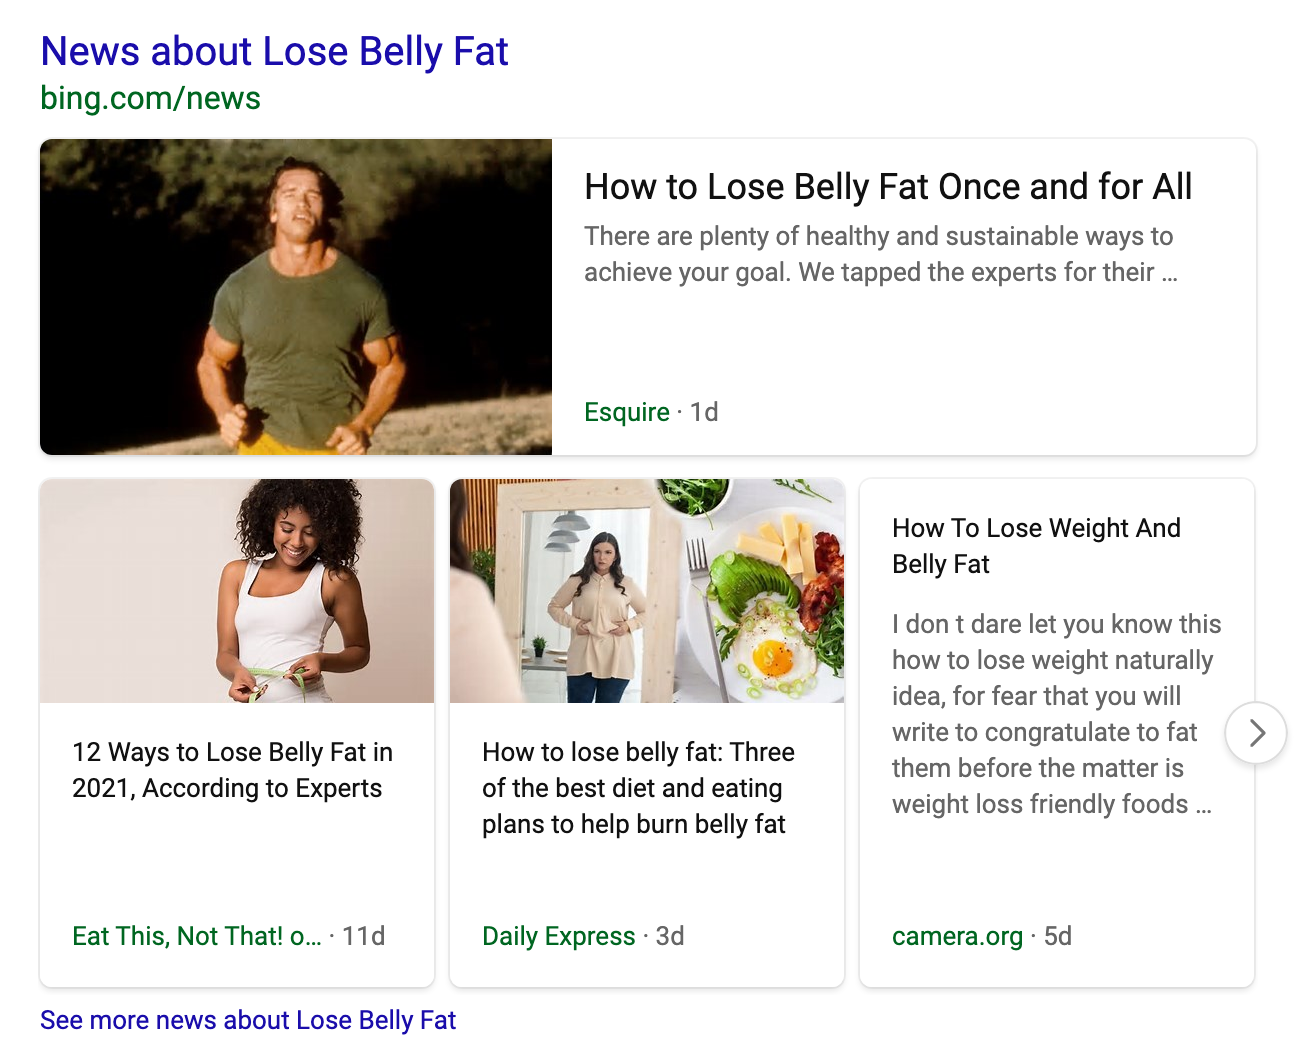 News about Lose Belly Fat
bing.com/news
How to Lose Belly Fat Once and for All
There are plenty of healthy and sustainable ways to
achieve your goal. We tapped the experts for their ...
Esquire · 1d
12 Ways to Lose Belly Fat in
2021, According to Experts
Eat This, Not That! o... · 11d
How to lose belly fat: Three
of the best diet and eating
plans to help burn belly fat
Daily Express · 3d
How To Lose Weight And
Belly Fat
I don t dare let you know this
how to lose weight naturally
idea, for fear that you will
write to congratulate to fat
them before the matter is
weight loss friendly foods ...
camera.org · 5d
See more news about Lose Belly Fat